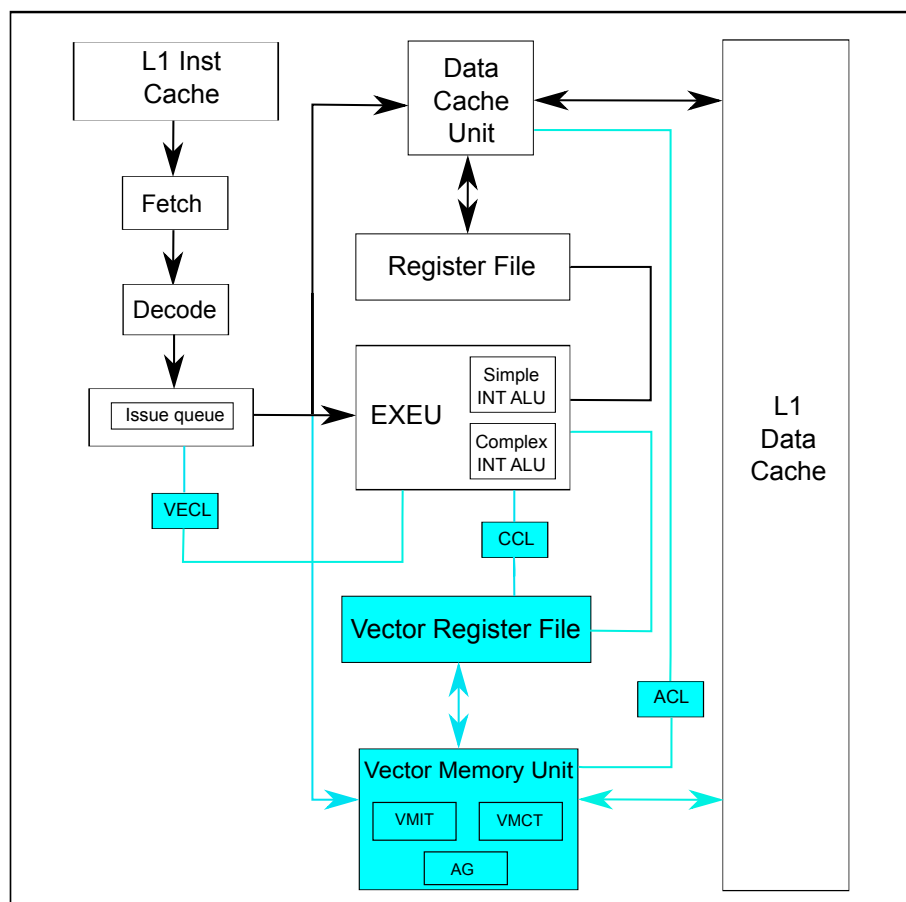 L1 Inst
Cache
Fetch
Decode
Issue queue
VECL
Data
Cache
Unit
Register File
EXEU
Simple
INT ALU
Complex
INT ALU
CCL
Vector Register File
ACL
Vector Memory Unit
VMIT
VMCT
AG
L1
Data
Cache